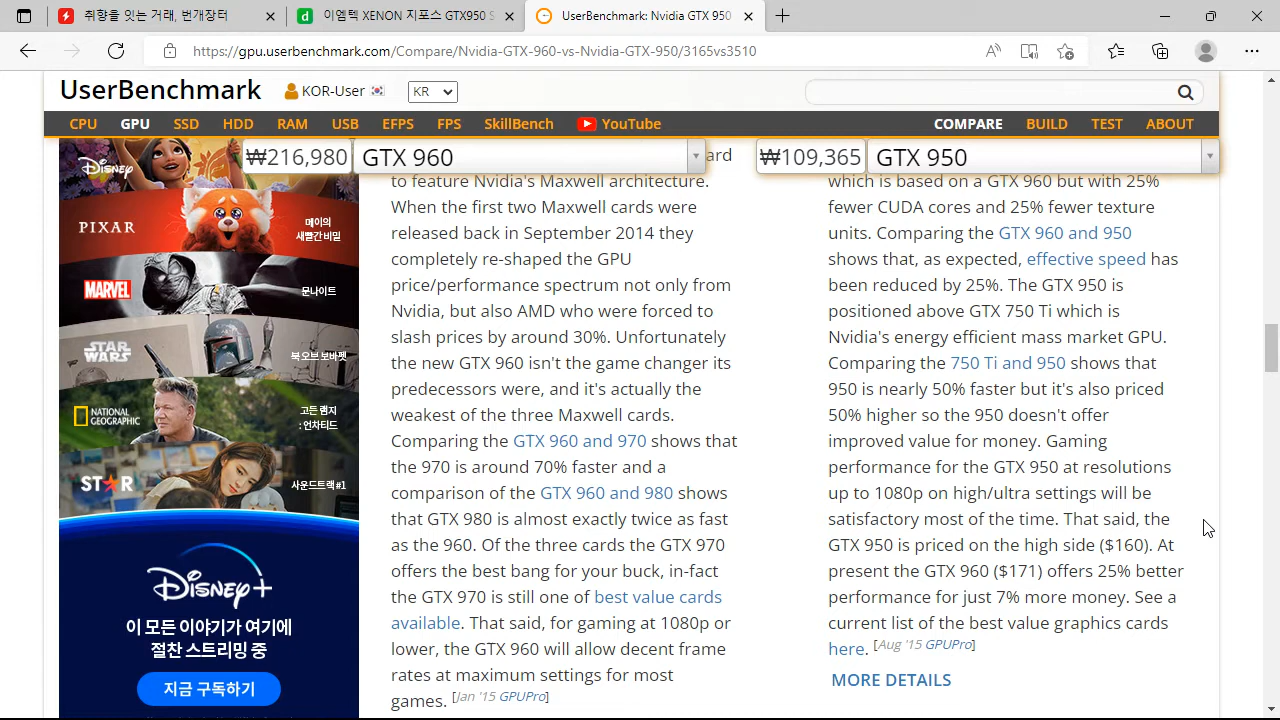 취향을 잇는 거래, 번개장터
이엠텍 XENON 지포스 GTX950 S
UserBenchmark: Nvidia GTX 950
https://gpu.userbenchmark.com/Compare/Nvidia-GTX-960-vs-Nvidia-GTX-950/3165vs3510
UserBenchmark
KOR-User
KR
CPU GPU SSD HDD RAM USB EFPS FPS SkillBench YouTube COMPARE BUILD TEST ABOUT
₩216,980 GTX 960
₩109,365 GTX 950
Disney
PIXAR
메이의
새빨간 비밀
MARVEL
문나이트
STAR WARS
북 오브 보바펫
NATIONAL GEOGRAPHIC
고든 램지
: 언차티드
STAR
사운드트랙 #1
Disney+
이 모든 이야기가 여기에
절찬 스트리밍 중
지금 구독하기
ard
to feature Nvidia's Maxwell architecture.
When the first two Maxwell cards were
released back in September 2014 they
completely re-shaped the GPU
price/performance spectrum not only from
Nvidia, but also AMD who were forced to
slash prices by around 30%. Unfortunately
the new GTX 960 isn't the game changer its
predecessors were, and it's actually the
weakest of the three Maxwell cards.
Comparing the GTX 960 and 970 shows that
the 970 is around 70% faster and a
comparison of the GTX 960 and 980 shows
that GTX 980 is almost exactly twice as fast
as the 960. Of the three cards the GTX 970
offers the best bang for your buck, in-fact
the GTX 970 is still one of best value cards
available. That said, for gaming at 1080p or
lower, the GTX 960 will allow decent frame
rates at maximum settings for most
games. [Jan '15 GPUPro]
which is based on a GTX 960 but with 25%
fewer CUDA cores and 25% fewer texture
units. Comparing the GTX 960 and 950
shows that, as expected, effective speed has
been reduced by 25%. The GTX 950 is
positioned above GTX 750 Ti which is
Nvidia's energy efficient mass market GPU.
Comparing the 750 Ti and 950 shows that
950 is nearly 50% faster but it's also priced
50% higher so the 950 doesn't offer
improved value for money. Gaming
performance for the GTX 950 at resolutions
up to 1080p on high/ultra settings will be
satisfactory most of the time. That said, the
GTX 950 is priced on the high side ($160). At
present the GTX 960 ($171) offers 25% better
performance for just 7% more money. See a
current list of the best value graphics cards
here. [Aug '15 GPUPro]
MORE DETAILS